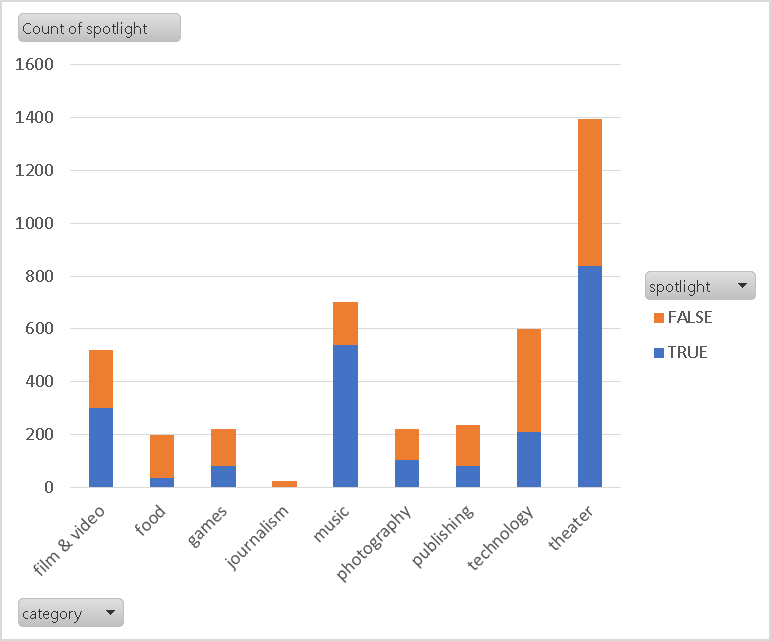 Count of spotlight
1600
1400
1200
1000
800
600
400
200
0
film & video
food
games
journalism
music
photography
publishing
technology
theater
spotlight
FALSE
TRUE
category